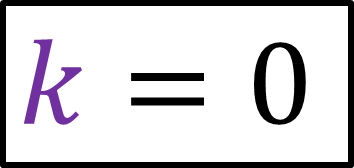 k = 0